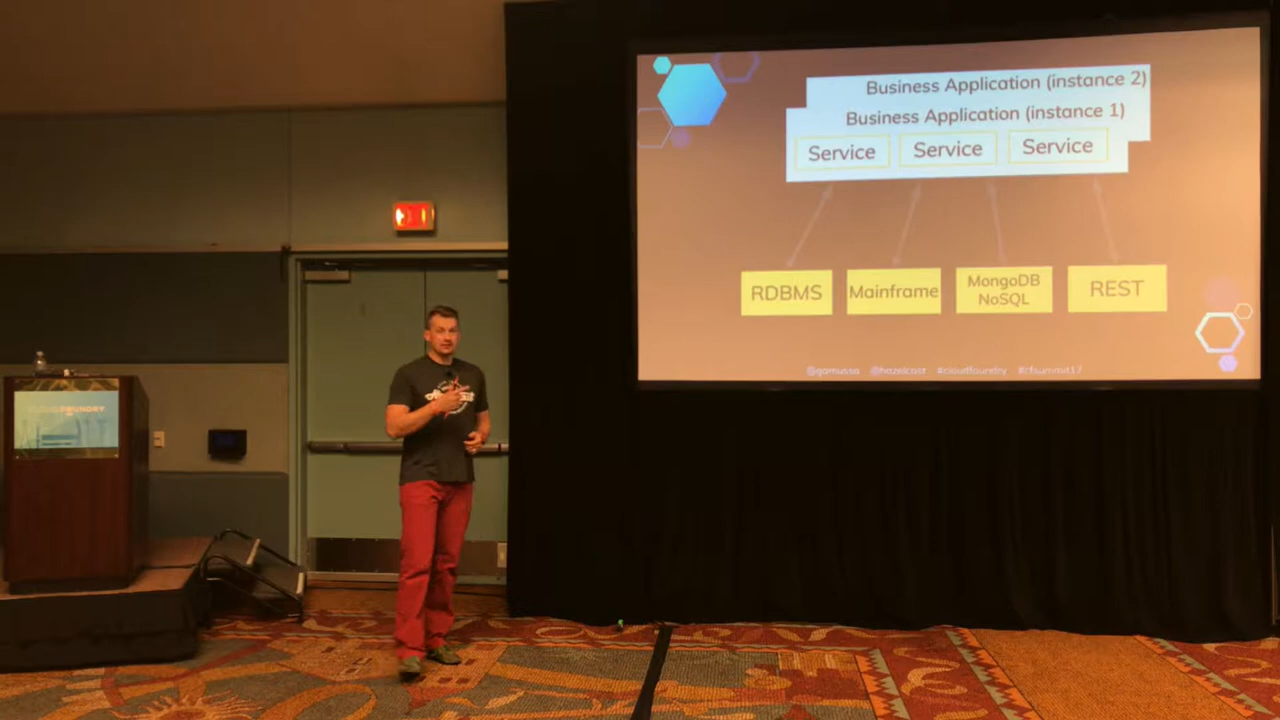 Business Application (instance 2)
Business Application (instance 1)
Service Service Service
RDBMS Mainframe MongoDB NoSQL REST
@gamussa @hazelcast #cloudfoundry #cfsummit17
FOUNDRY